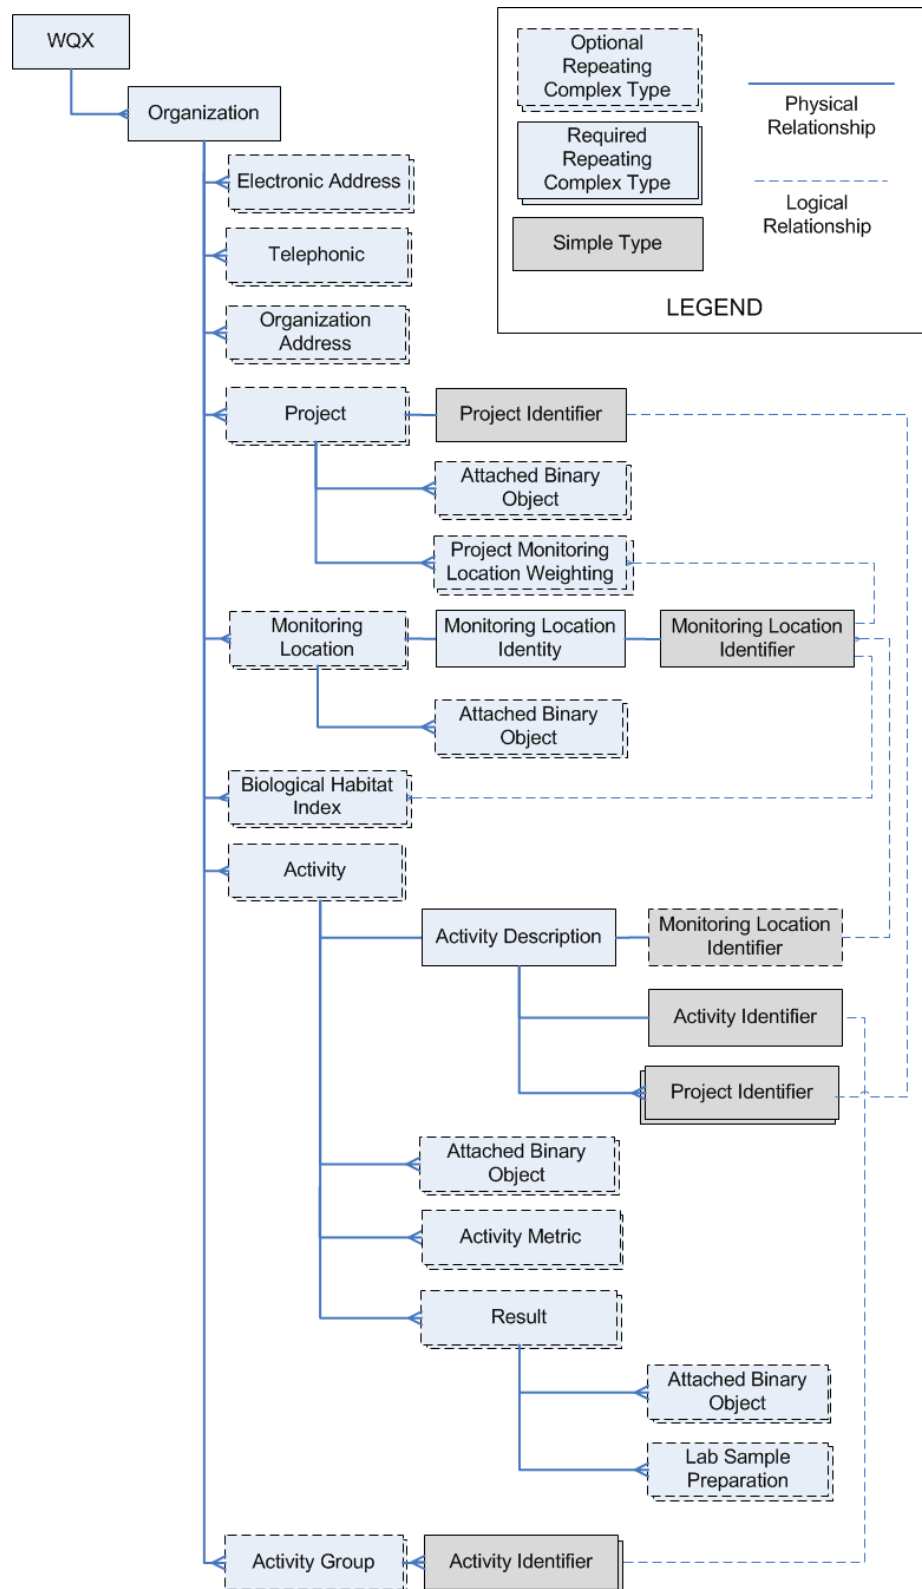 WQX
Organization
Electronic Address
Telephonic
Organization
Address
Project
Project Identifier
Attached Binary
Object
Project Monitoring
Location Weighting
Monitoring
Location
Monitoring Location
Identity
Monitoring Location
Identifier
Attached Binary
Object
Biological Habitat
Index
Activity
Activity Description
Monitoring Location
Identifier
Activity Identifier
Project Identifier
Attached Binary
Object
Activity Metric
Result
Attached Binary
Object
Lab Sample
Preparation
Activity Group
Activity Identifier
Optional
Repeating
Complex Type
Required
Repeating
Complex Type
Simple Type
Physical
Relationship
Logical
Relationship
LEGEND